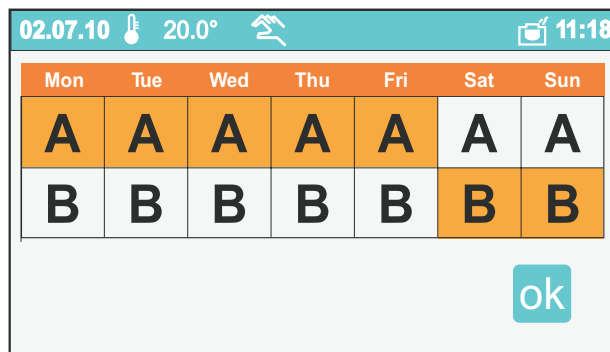 02.07.10 20.0° 11:18
Mon Tue Wed Thu Fri Sat Sun
A A A A A A A
B B B B B B B
ok